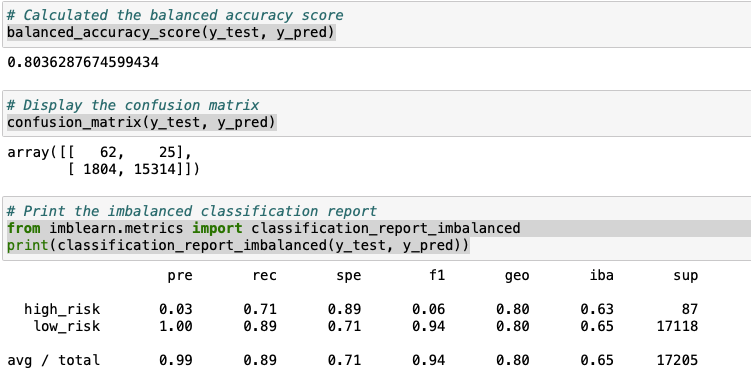 # Calculated the balanced accuracy score
balanced_accuracy_score(y_test, y_pred)
0.8036287674599434
# Display the confusion matrix
confusion_matrix(y_test, y_pred)
array([[   62,    25],
       [ 1804, 15314]])
# Print the imbalanced classification report
from imblearn.metrics import classification_report_imbalanced
print(classification_report_imbalanced(y_test, y_pred))
pre rec spe f1 geo iba sup
high_risk 0.03 0.71 0.89 0.06 0.80 0.63 87
low_risk 1.00 0.89 0.71 0.94 0.80 0.65 17118
avg / total 0.99 0.89 0.71 0.94 0.80 0.65 17205